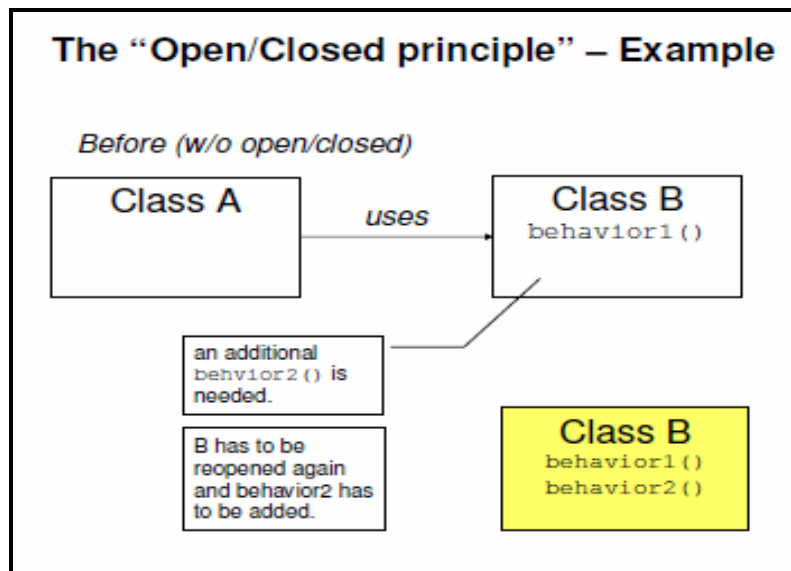 The “Open/Closed principle” – Example
Before (w/o open/closed)
Class A
uses
Class B
behavior1()
an additional
behvior2() is
needed.
B has to be
reopened again
and behavior2 has
to be added.
Class B
behavior1()
behavior2()